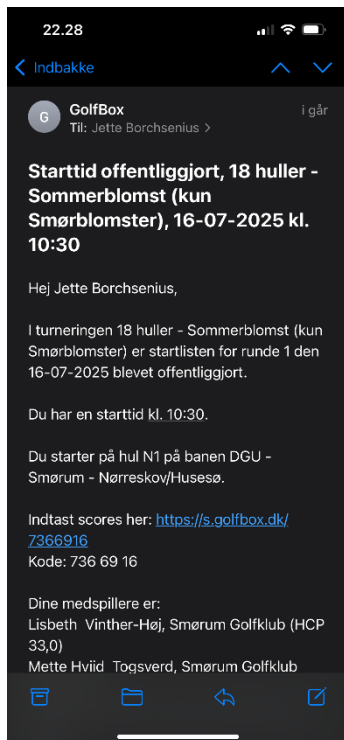 22.28
Indbakke
G
GolfBox
i går
Til: Jette Borchsenius >
Starttid offentliggjort, 18 huller -
Sommerblomst (kun
Smørblomster), 16-07-2025 kl.
10:30
Hej Jette Borchsenius,
I turneringen 18 huller - Sommerblomst (kun
Smørblomster) er startlisten for runde 1 den
16-07-2025 blevet offentliggjort.
Du har en starttid kl. 10:30.
Du starter på hul N1 på banen DGU -
Smørum - Nørreskov/Husesø.
Indtast scores her: https://s.golfbox.dk/
7366916
Kode: 736 69 16
Dine medspillere er:
Lisbeth  Vinther-Høj, Smørum Golfklub (HCP
33,0)
Mette Hviid  Togsverd, Smørum Golfklub